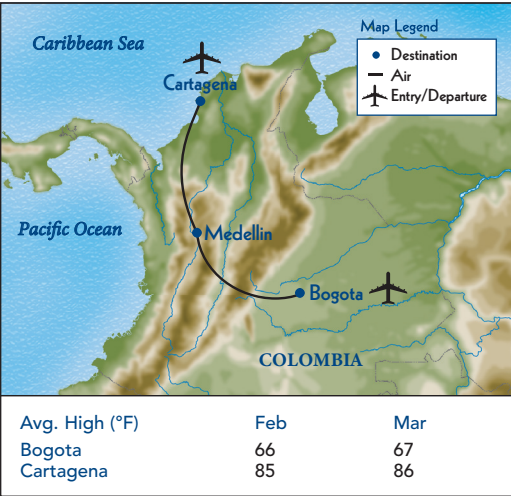 Caribbean Sea
Map Legend
Destination
Air
Entry/Departure
Cartagena
Pacific Ocean
Medellin
Bogota
COLOMBIA
Avg. High (°F) Feb Mar
Bogota 66 67
Cartagena 85 86